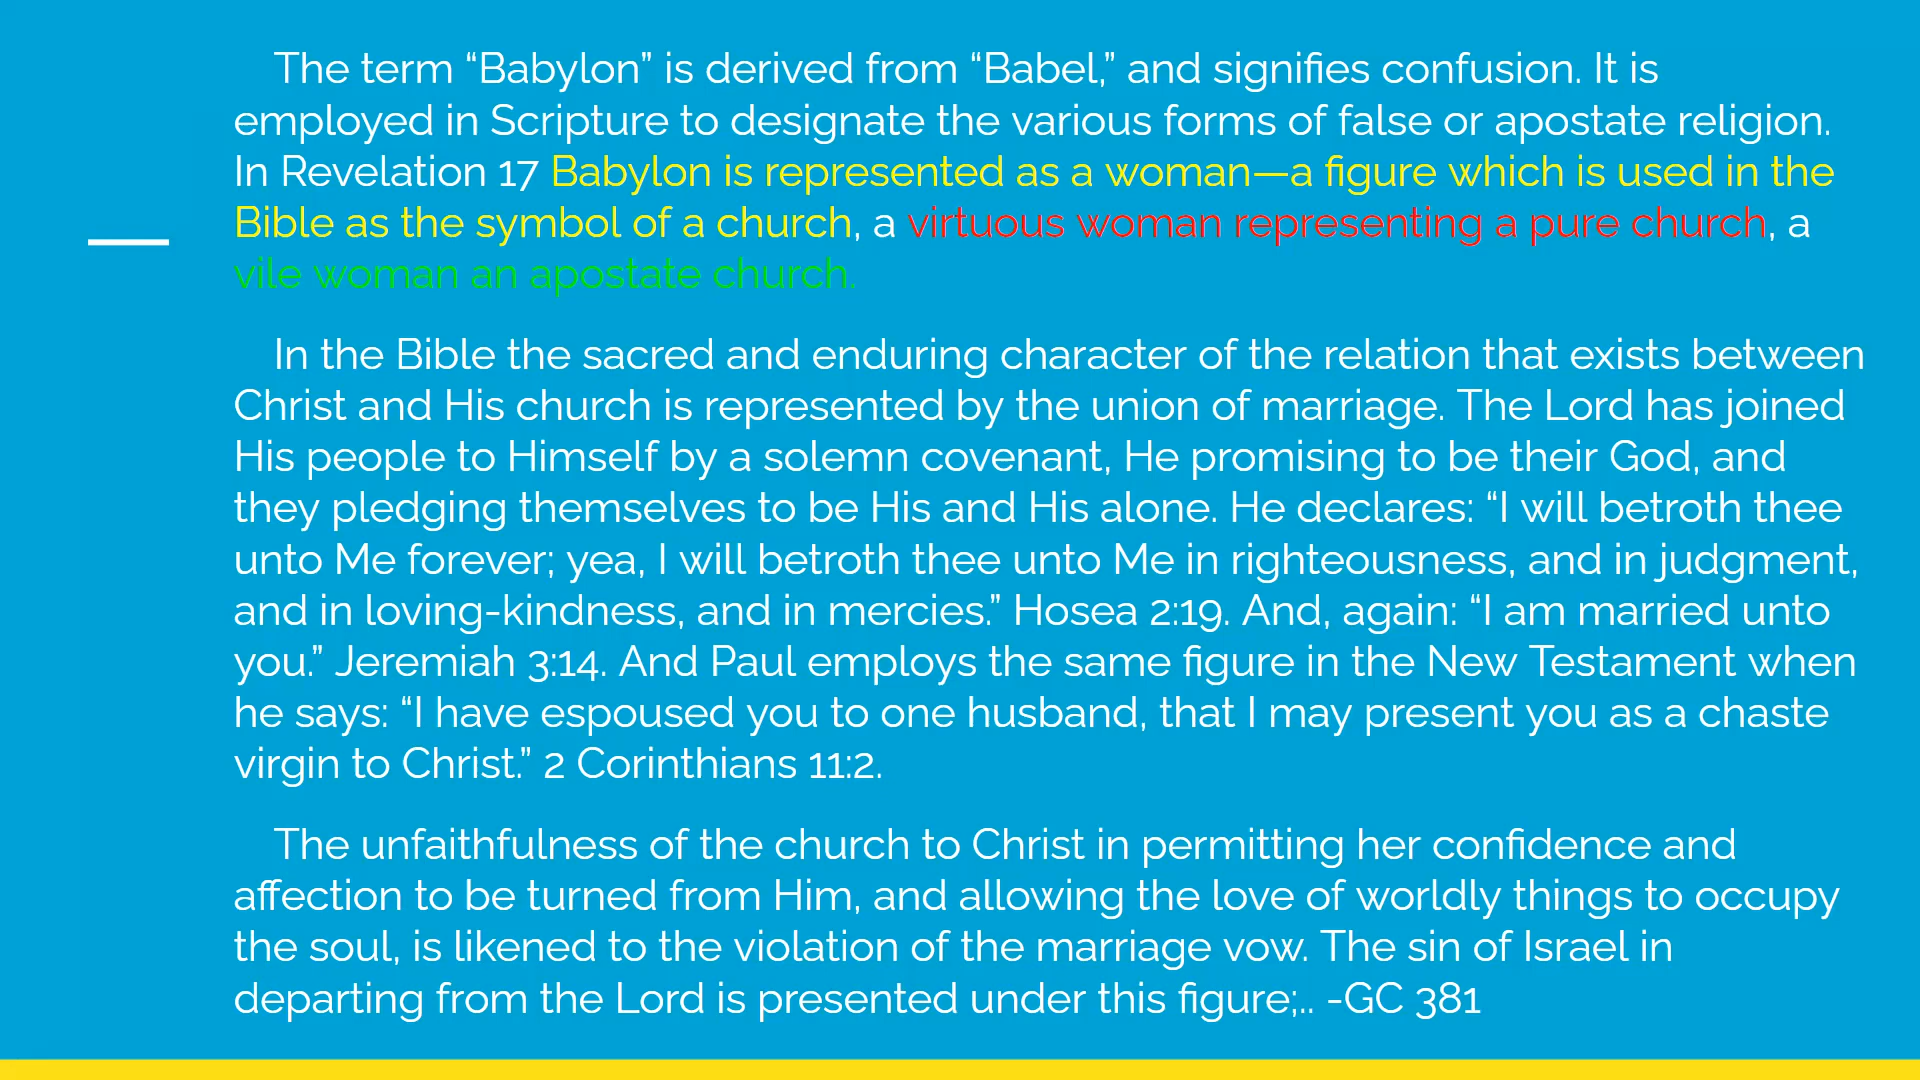 The term “Babylon” is derived from “Babel,” and signifies confusion. It is
employed in Scripture to designate the various forms of false or apostate religion.
In Revelation 17 Babylon is represented as a woman—a figure which is used in the
Bible as the symbol of a church, a virtuous woman representing a pure church, a
vile woman an apostate church.
In the Bible the sacred and enduring character of the relation that exists between
Christ and His church is represented by the union of marriage. The Lord has joined
His people to Himself by a solemn covenant, He promising to be their God, and
they pledging themselves to be His and His alone. He declares: “I will betroth thee
unto Me forever; yea, I will betroth thee unto Me in righteousness, and in judgment,
and in loving-kindness, and in mercies.” Hosea 2:19. And, again: “I am married unto
you.” Jeremiah 3:14. And Paul employs the same figure in the New Testament when
he says: “I have espoused you to one husband, that I may present you as a chaste
virgin to Christ.” 2 Corinthians 11:2.
The unfaithfulness of the church to Christ in permitting her confidence and
affection to be turned from Him, and allowing the love of worldly things to occupy
the soul, is likened to the violation of the marriage vow. The sin of Israel in
departing from the Lord is presented under this figure;.. -GC 381